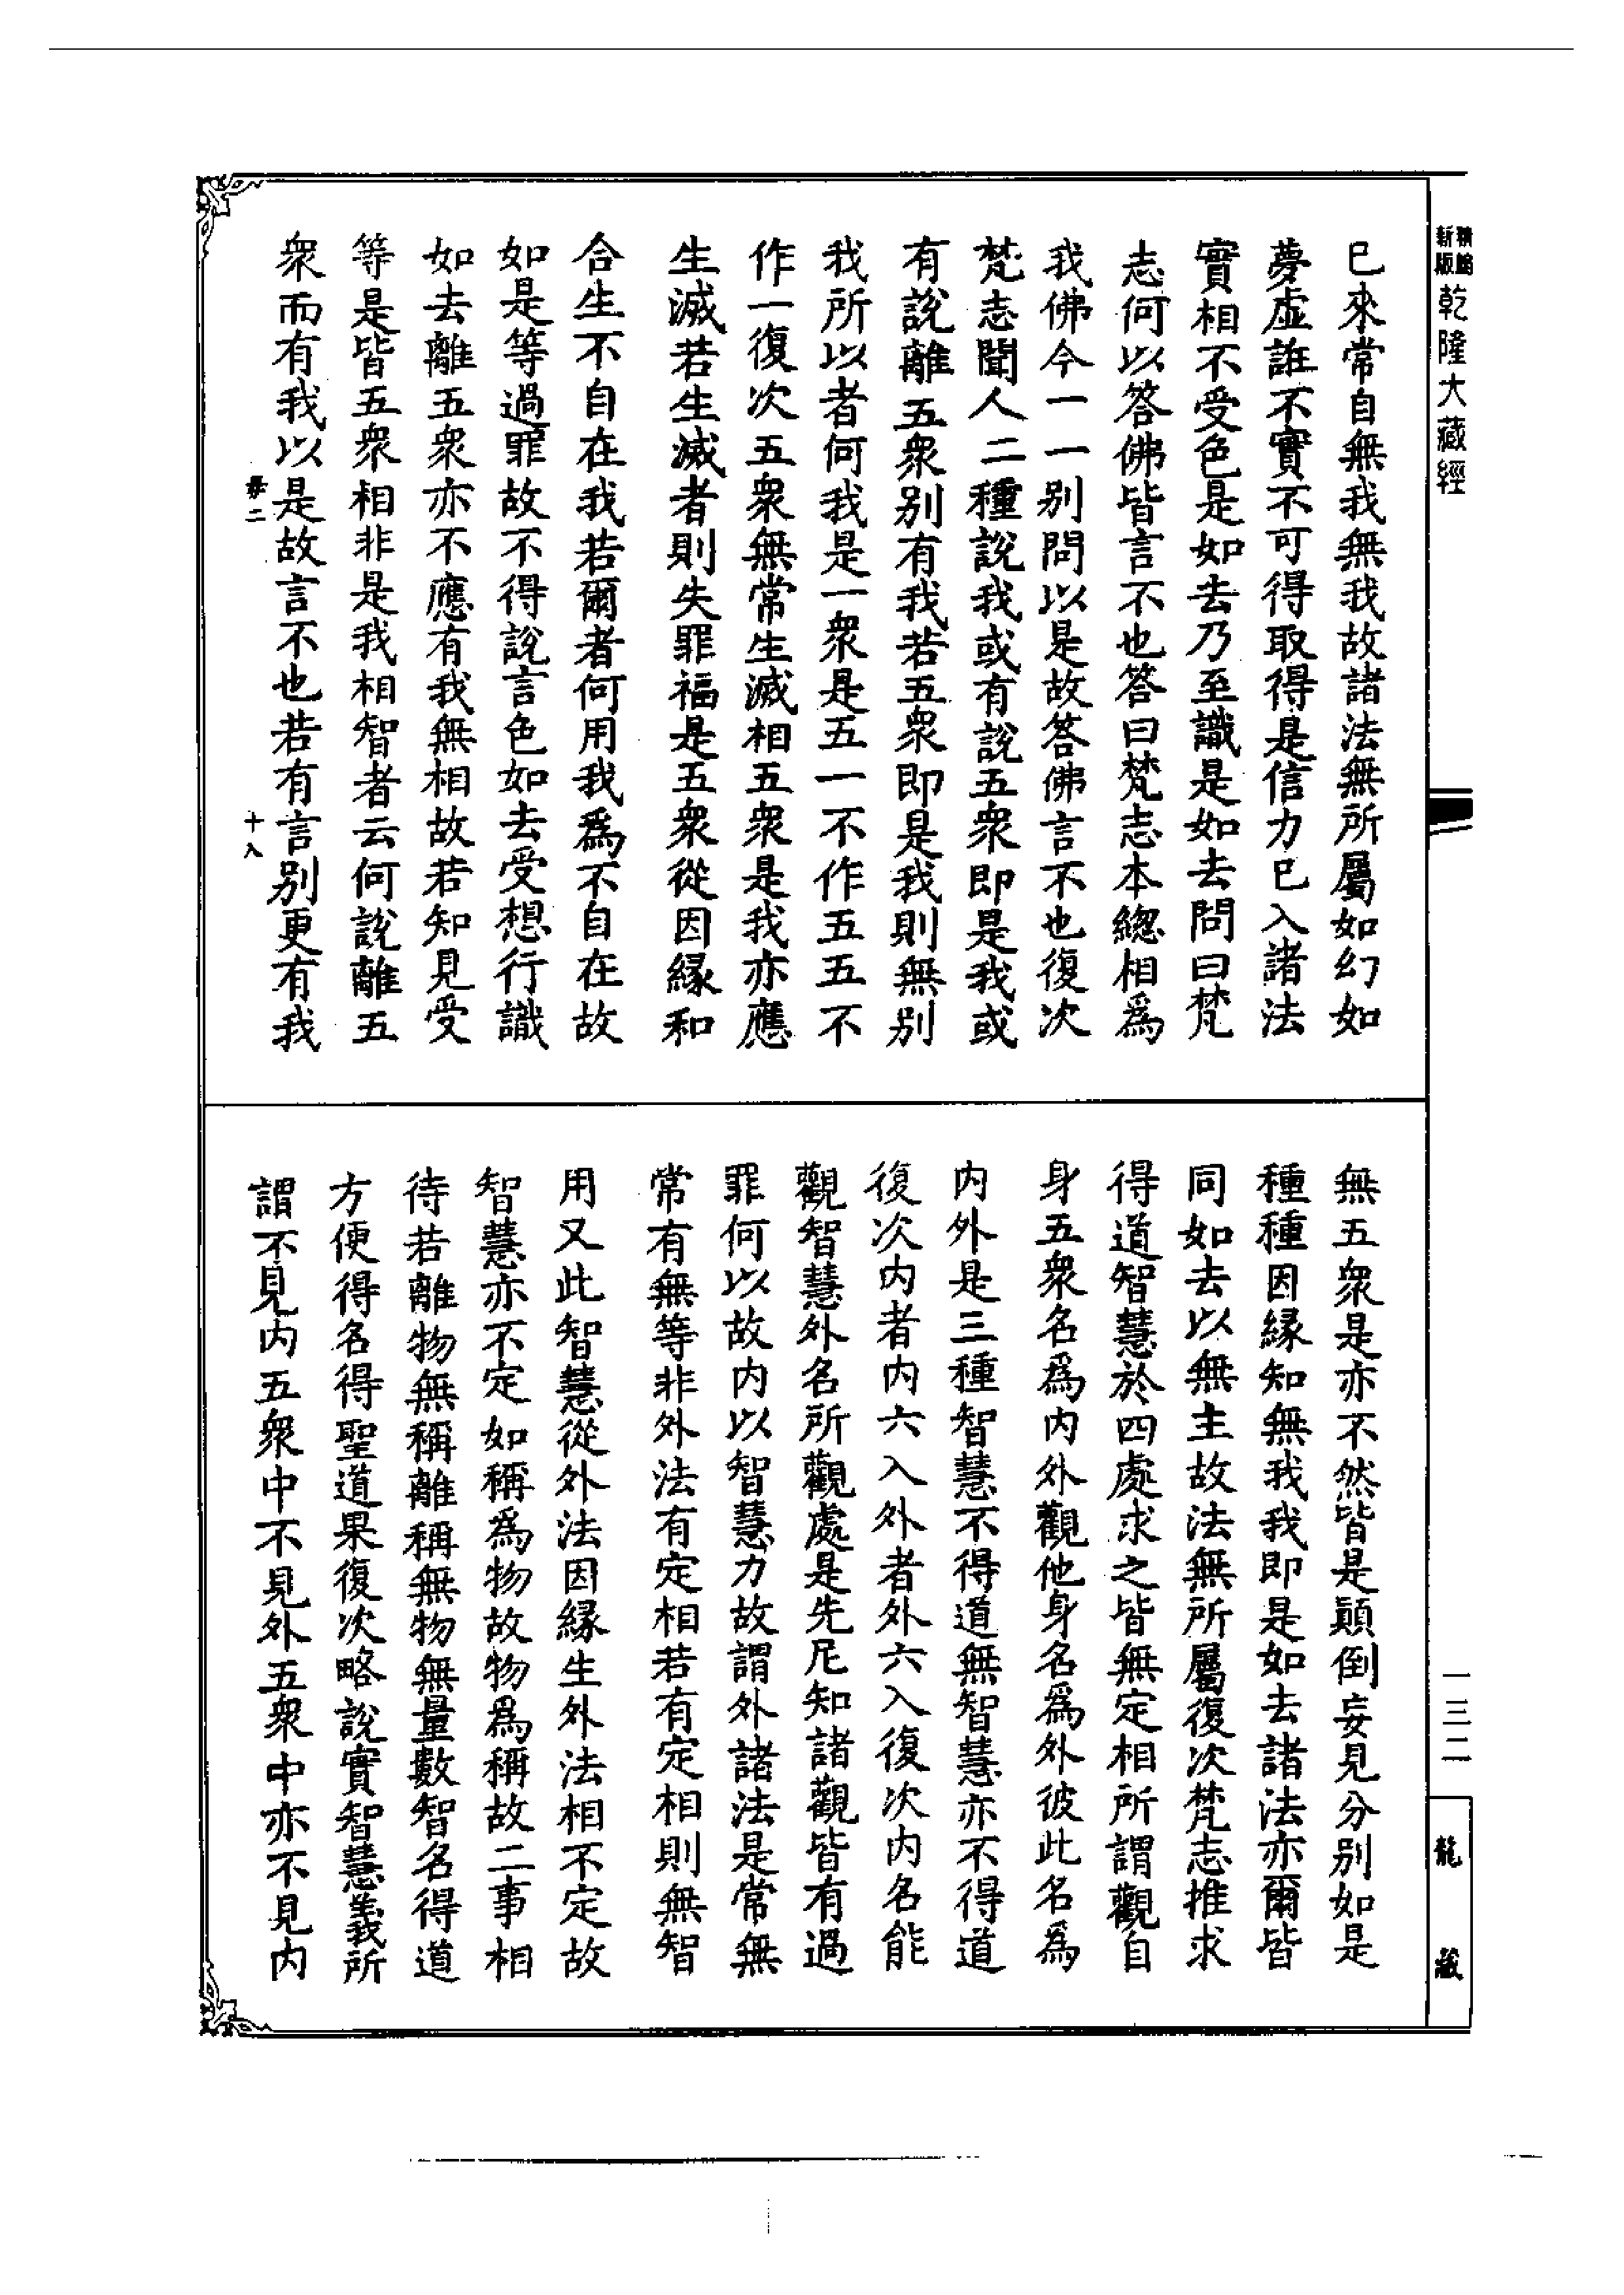 新版
乾隆大藏經
已來常自無我無我故諸法無所屬如幻如
夢虛誑不實不可得取得是信力已入諸法
實相不受色是如去乃至識是如去問曰梵
志何以答佛皆言不也答曰梵志本總相為
我佛今一一別問以是故答佛言不也復次
梵志聞人二種說我或有說五衆即是我或
有說離五衆別有我若五衆即是我則無別
我所以者何我是一衆是五一不作五五不
作一復次五衆無常生滅相五衆是我亦應
生滅若生滅者則失罪福是五衆從因緣和
合生不自在我若爾者何用我為不自在故
如是等過罪故不得說言色如去受想行識
如去離五衆亦不應有我無相故若知見受
等是皆五衆相非是我相智者云何說離五
衆而有我以是故言不也若有言別更有我
十八
無五衆是亦不然皆是顛倒妄見分別如是
種種因緣知無我我即是如去諸法亦爾皆
同如去以無主故法無所屬復次梵志推求
得道智慧於四處求之皆無定相所謂觀自
身五衆名為內外觀他身名為外彼此名為
內外是三種智慧不得道無智慧亦不得道
復次內者內六入外者外六入復次內名能
觀智慧外名所觀處是先尼知諸觀皆有過
罪何以故內以智慧力故謂外諸法是常無
常有無等非外法有定相若有定相則無智
用又此智慧從外法因緣生外法相不定故
智慧亦不定如稱為物故物為稱故二事相
待若離物無稱離稱無物無量數智名得道
方便得名得聖道果復次略說實智慧義所
謂不見內五衆中不見外五衆中亦不見內
一三二
龍藏